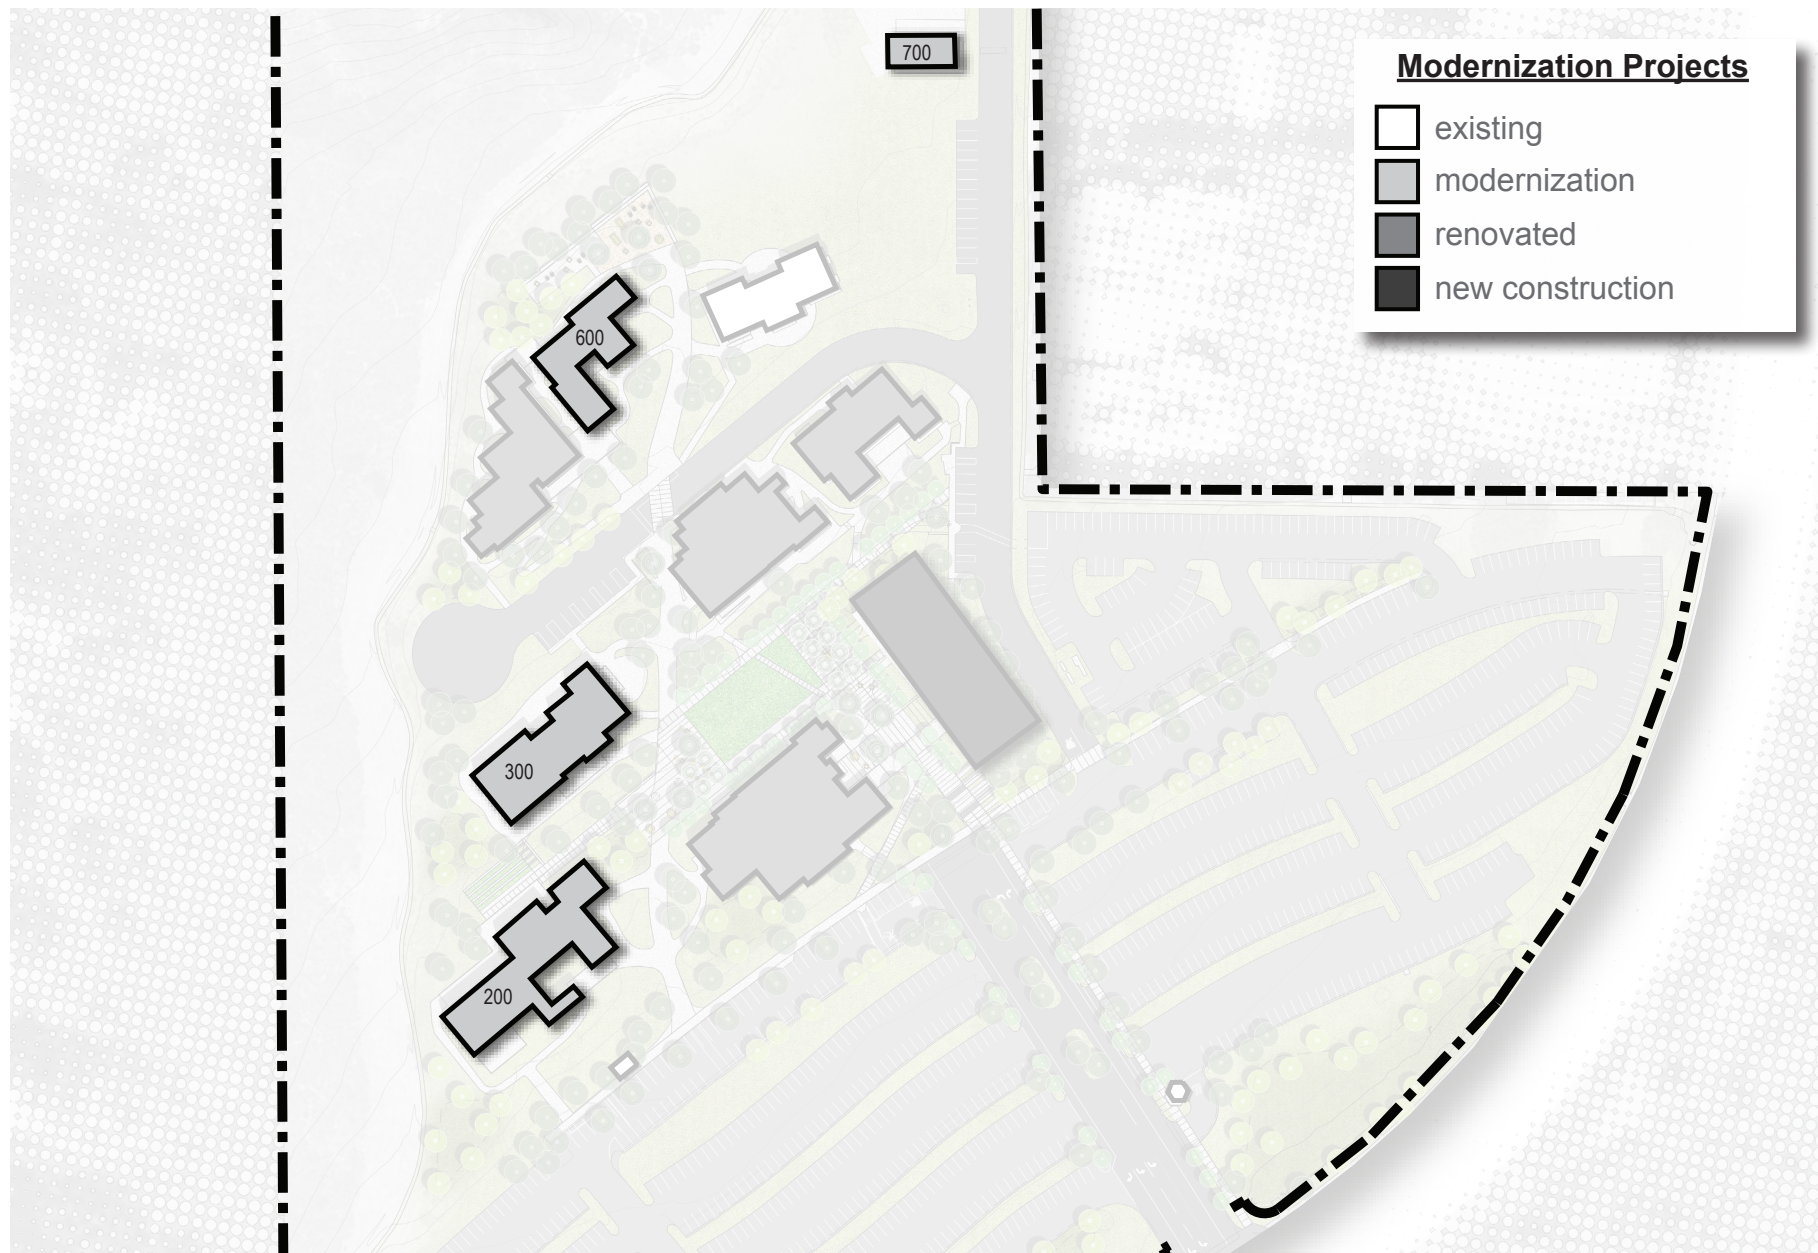 700
Modernization Projects
existing
modernization
renovated
new construction
600
300
200